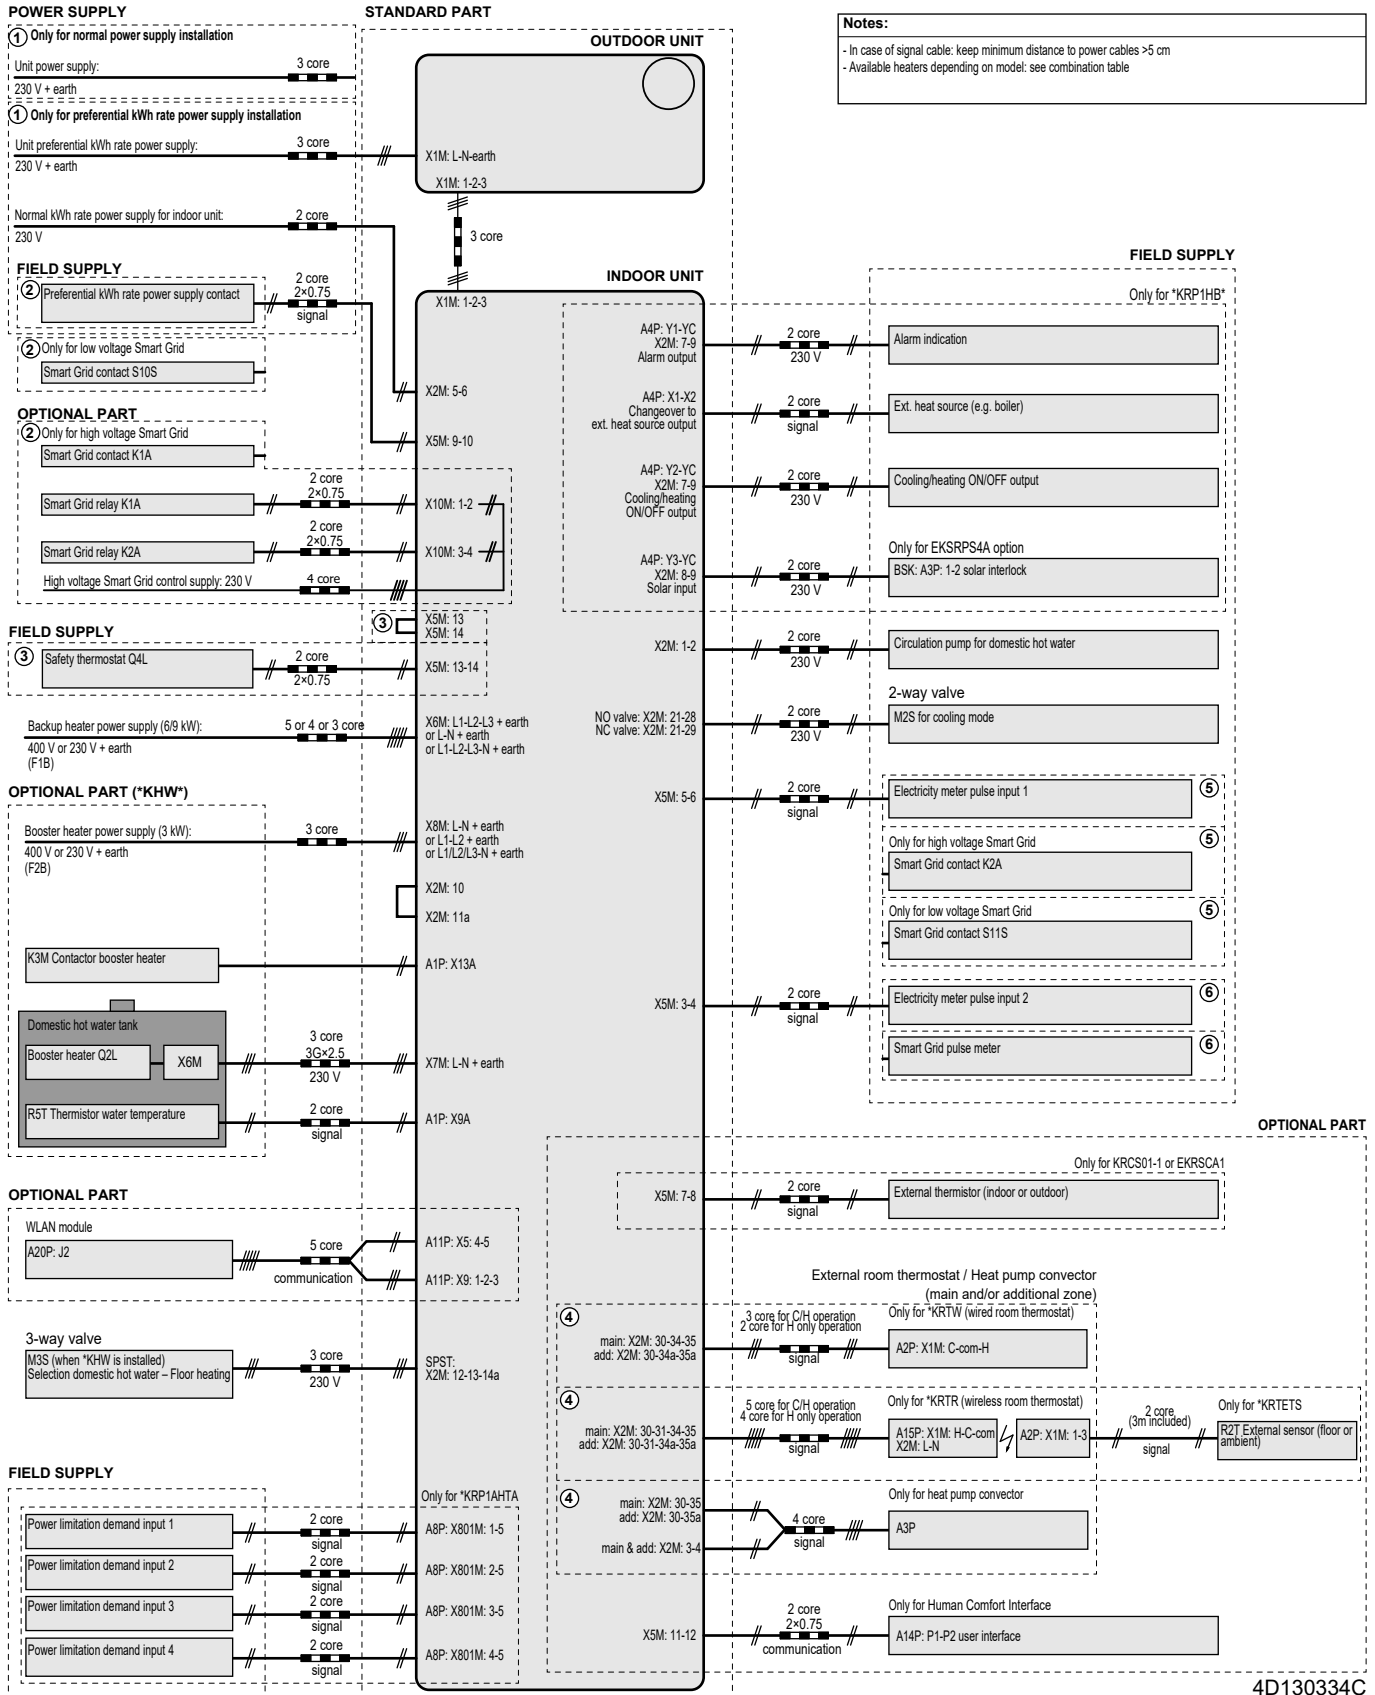 POWER SUPPLY
① Only for normal power supply installation
Unit power supply:
3 core
230 V + earth
① Only for preferential kWh rate power supply installation
Unit preferential kWh rate power supply:
3 core
230 V + earth
Normal kWh rate power supply for indoor unit:
2 core
230 V
FIELD SUPPLY
② Preferential kWh rate power supply contact
2 core
2×0.75
signal
② Only for low voltage Smart Grid
Smart Grid contact S10S
OPTIONAL PART
② Only for high voltage Smart Grid
Smart Grid contact K1A
Smart Grid relay K1A
2 core
2×0.75
Smart Grid relay K2A
2 core
2×0.75
High voltage Smart Grid control supply: 230 V
4 core
FIELD SUPPLY
③ Safety thermostat Q4L
2 core
2×0.75
Backup heater power supply (6/9 kW):
5 or 4 or 3 core
400 V or 230 V + earth
(F1B)
OPTIONAL PART (*KHW*)
Booster heater power supply (3 kW):
3 core
400 V or 230 V + earth
(F2B)
K3M Contactor booster heater
Domestic hot water tank
Booster heater Q2L
X6M
3 core
3G×2.5
230 V
R5T Thermistor water temperature
2 core
signal
OPTIONAL PART
WLAN module
A20P: J2
5 core
communication
3-way valve
M3S (when *KHW is installed)
Selection domestic hot water – Floor heating
3 core
230 V
FIELD SUPPLY
Power limitation demand input 1
2 core
signal
Power limitation demand input 2
2 core
signal
Power limitation demand input 3
2 core
signal
Power limitation demand input 4
2 core
signal
STANDARD PART
OUTDOOR UNIT
X1M: L-N-earth
X1M: 1-2-3
3 core
INDOOR UNIT
X1M: 1-2-3
X2M: 5-6
X5M: 9-10
X10M: 1-2
X10M: 3-4
③
X5M: 13
X5M: 14
X5M: 13-14
X6M: L1-L2-L3 + earth
or L-N + earth
or L1-L2-L3-N + earth
X8M: L-N + earth
or L1-L2 + earth
or L1/L2/L3-N + earth
X2M: 10
X2M: 11a
A1P: X13A
X7M: L-N + earth
A1P: X9A
A11P: X5: 4-5
A11P: X9: 1-2-3
SPST:
X2M: 12-13-14a
Only for *KRP1AHTA
A8P: X801M: 1-5
A8P: X801M: 2-5
A8P: X801M: 3-5
A8P: X801M: 4-5
Notes:
- In case of signal cable: keep minimum distance to power cables >5 cm
- Available heaters depending on model: see combination table
FIELD SUPPLY
Only for *KRP1HB*
A4P: Y1-YC
X2M: 7-9
Alarm output
2 core
230 V
Alarm indication
A4P: X1-X2
Changeover to
ext. heat source output
2 core
signal
Ext. heat source (e.g. boiler)
A4P: Y2-YC
X2M: 7-9
Cooling/heating
ON/OFF output
2 core
230 V
Cooling/heating ON/OFF output
Only for EKSRPS4A option
A4P: Y3-YC
X2M: 8-9
Solar input
2 core
230 V
BSK: A3P: 1-2 solar interlock
X2M: 1-2
2 core
230 V
Circulation pump for domestic hot water
2-way valve
NO valve: X2M: 21-28
NC valve: X2M: 21-29
2 core
230 V
M2S for cooling mode
X5M: 5-6
2 core
signal
Electricity meter pulse input 1
⑤
Only for high voltage Smart Grid
⑤
Smart Grid contact K2A
Only for low voltage Smart Grid
⑤
Smart Grid contact S11S
X5M: 3-4
2 core
signal
Electricity meter pulse input 2
⑥
Smart Grid pulse meter
⑥
OPTIONAL PART
Only for KRCS01-1 or EKRSCA1
X5M: 7-8
2 core
signal
External thermistor (indoor or outdoor)
External room thermostat / Heat pump convector
(main and/or additional zone)
④
main: X2M: 30-34-35
add: X2M: 30-34a-35a
3 core for C/H operation
2 core for H only operation
signal
Only for *KRTW (wired room thermostat)
A2P: X1M: C-com-H
④
main: X2M: 30-31-34-35
add: X2M: 30-31-34a-35a
5 core for C/H operation
4 core for H only operation
signal
Only for *KRTR (wireless room thermostat)
A15P: X1M: H-C-com
X2M: L-N
A2P: X1M: 1-3
2 core
(3m included)
signal
Only for *KRTETS
R2T External sensor (floor or
ambient)
④
main: X2M: 30-35
add: X2M: 30-35a
main & add: X2M: 3-4
4 core
signal
Only for heat pump convector
A3P
X5M: 11-12
2 core
2×0.75
communication
Only for Human Comfort Interface
A14P: P1-P2 user interface
4D130334C